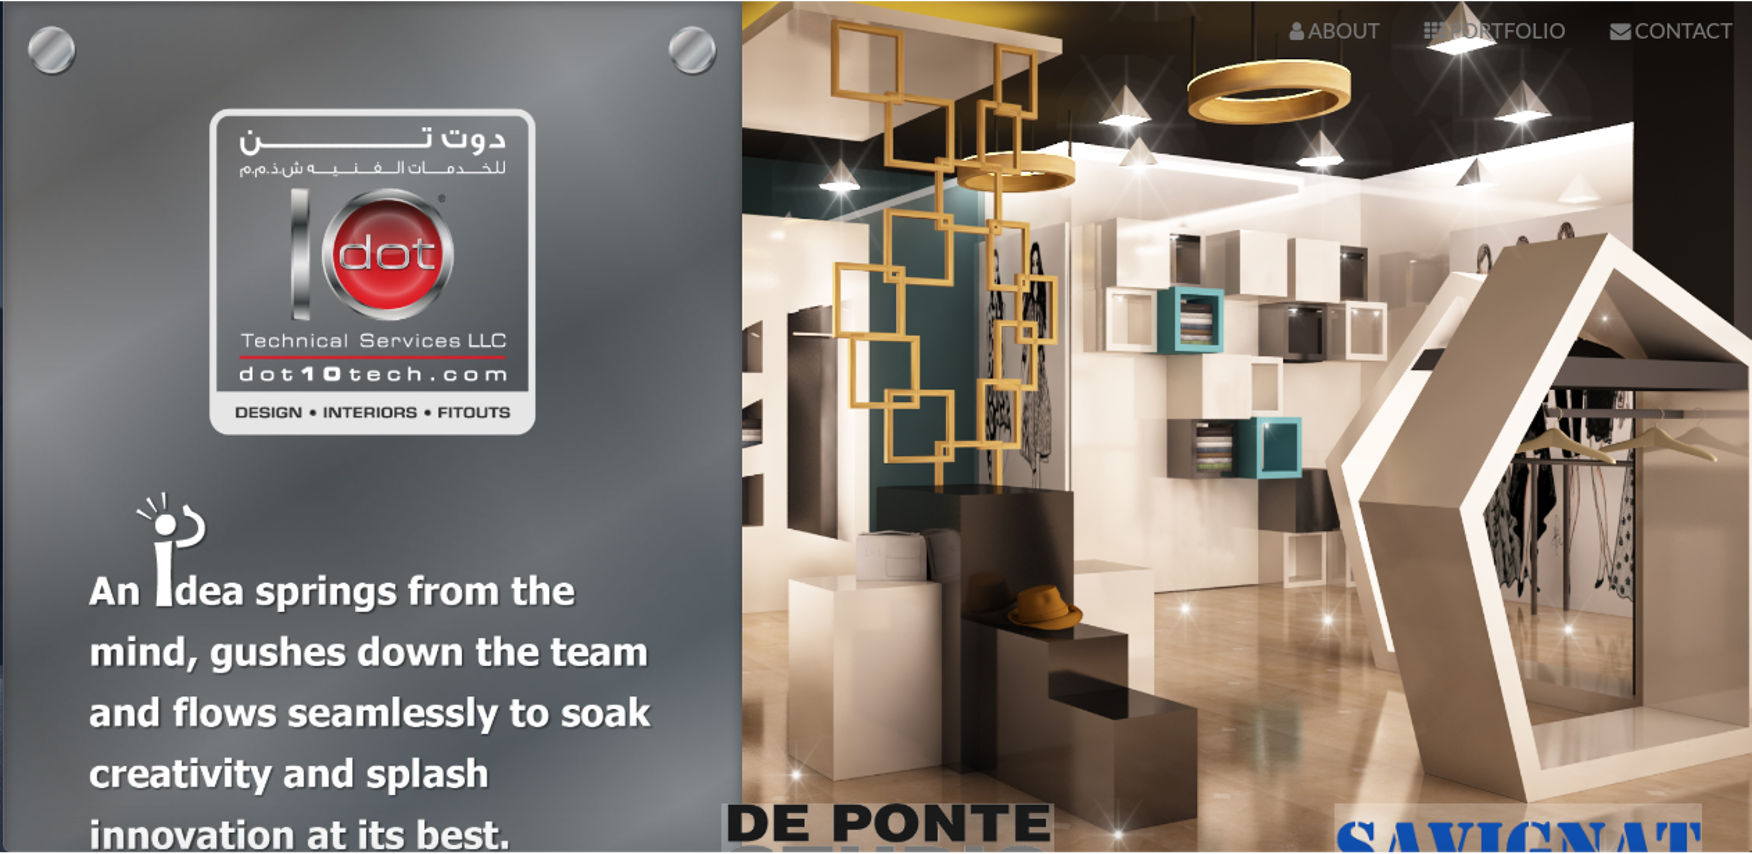 ABOUT
PORTFOLIO
CONTACT
دوت تن
للخدمات الفنيه ش.ذ.م.م
dot
®
Technical Services LLC
dot10tech.com
DESIGN • INTERIORS • FITOUTS
An idea springs from the
mind, gushes down the team
and flows seamlessly to soak
creativity and splash
innovation at its best.
DE PONTE
STUDIO
SAVIGNAT